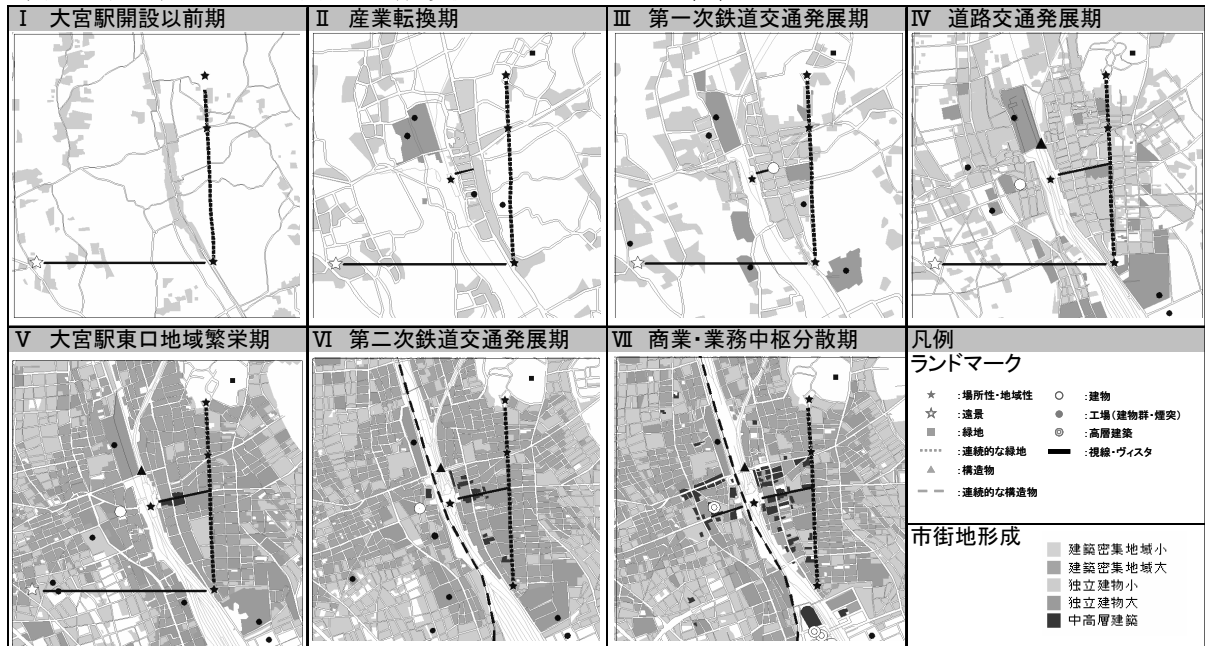 Ⅰ 大宮駅開設以前期
Ⅱ 産業転換期
Ⅲ 第一次鉄道交通発展期
Ⅳ 道路交通発展期
Ⅴ 大宮駅東口地域繁栄期
Ⅵ 第二次鉄道交通発展期
Ⅶ 商業・業務中枢分散期
凡例
ランドマーク
：場所性・地域性
：建物
：遠景
：工場(建物群・煙突)
：緑地
：高層建築
：連続的な緑地
：視線・ヴィスタ
：構造物
：連続的な構造物
市街地形成
建築密集地域小
建築密集地域大
独立建物小
独立建物大
中高層建築